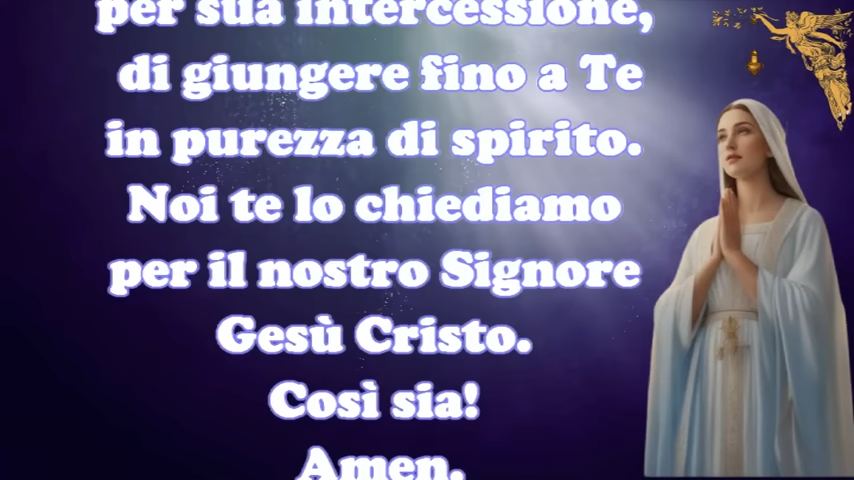 per sua intercessione,
di giungere fino a Te
in purezza di spirito.
Noi te lo chiediamo
per il nostro Signore
Gesù Cristo.
Così sia!
Amen.